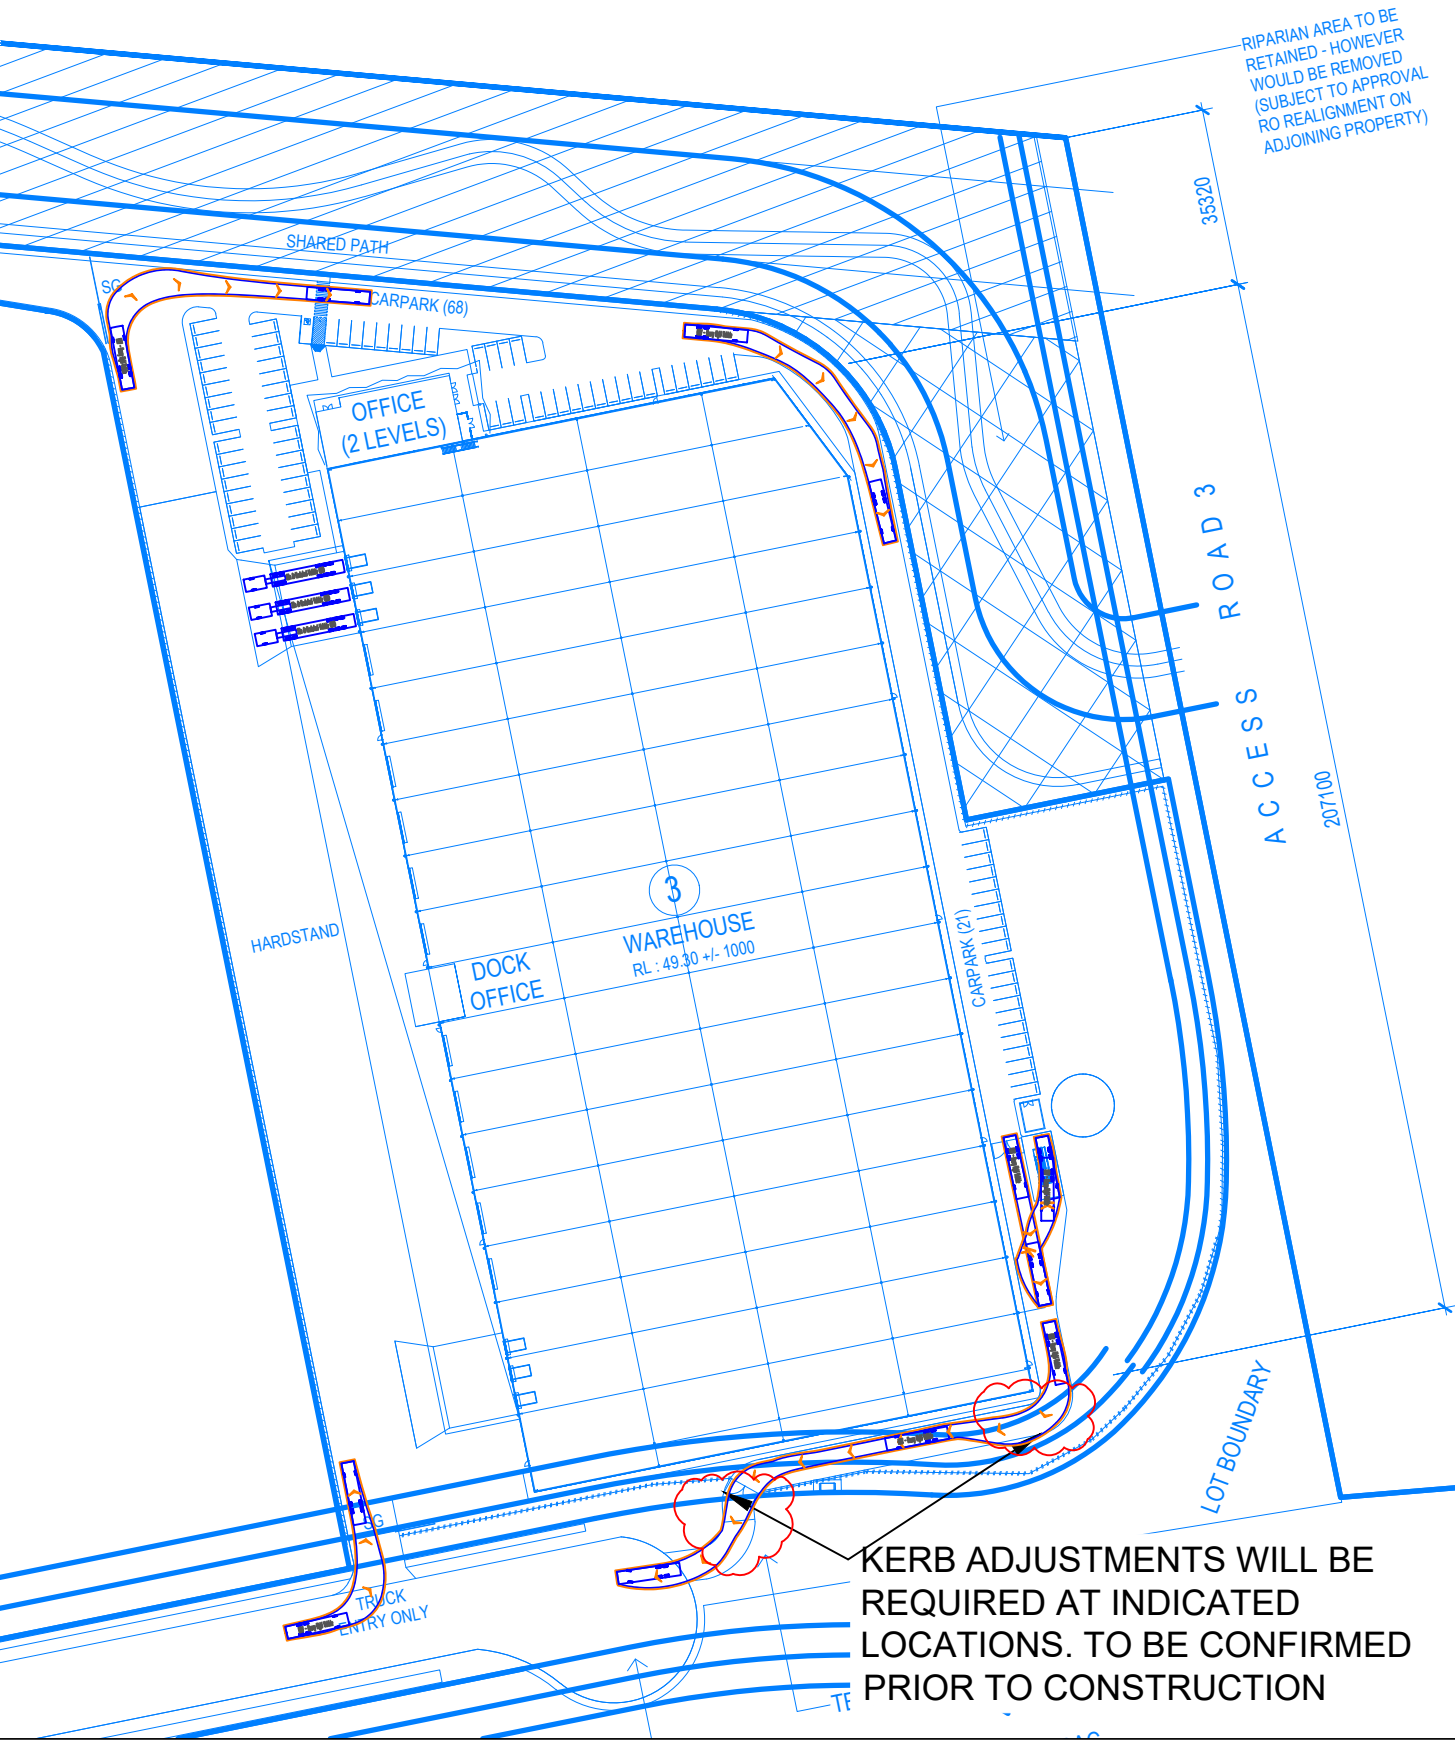 RIPARIAN AREA TO BE
RETAINED - HOWEVER
WOULD BE REMOVED
(SUBJECT TO APPROVAL
RO REALIGNMENT ON
ADJOINING PROPERTY)
35320
SHARED PATH
SG
CARPARK (68)
OFFICE
(2 LEVELS)
ACCESS ROAD 3
207100
3
WAREHOUSE
RL : 49.30 +/- 1000
HARDSTAND
DOCK
OFFICE
CARPARK (21)
LOT BOUNDARY
SG
TRUCK
ENTRY ONLY
KERB ADJUSTMENTS WILL BE
REQUIRED AT INDICATED
LOCATIONS. TO BE CONFIRMED
PRIOR TO CONSTRUCTION